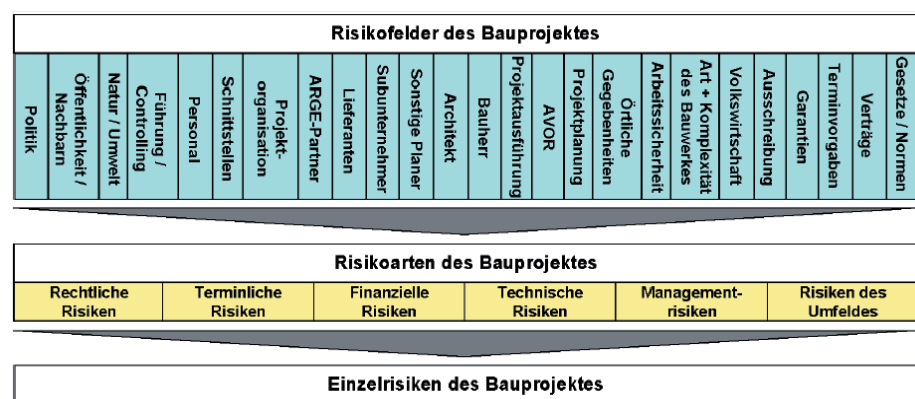 Risikofelder des Bauprojektes
Politik
Öffentlichkeit /
Nachbarn
Natur / Umwelt
Führung /
Controlling
Personal
Schnittstellen
Projekt-
organisation
ARGE-Partner
Lieferanten
Subunternehmer
Sonstige Planer
Architekt
Bauherr
Projektausführung
AVOR
Projektplanung
Örtliche
Gegebenheiten
Arbeitssicherheit
Art + Komplexität
des Bauwerkes
Volkswirtschaft
Ausschreibung
Garantien
Terminvorgaben
Verträge
Gesetze / Normen
Risikoarten des Bauprojektes
Rechtliche
Risiken
Terminliche
Risiken
Finanzielle
Risiken
Technische
Risiken
Management-
risiken
Risiken des
Umfeldes
Einzelrisiken des Bauprojektes